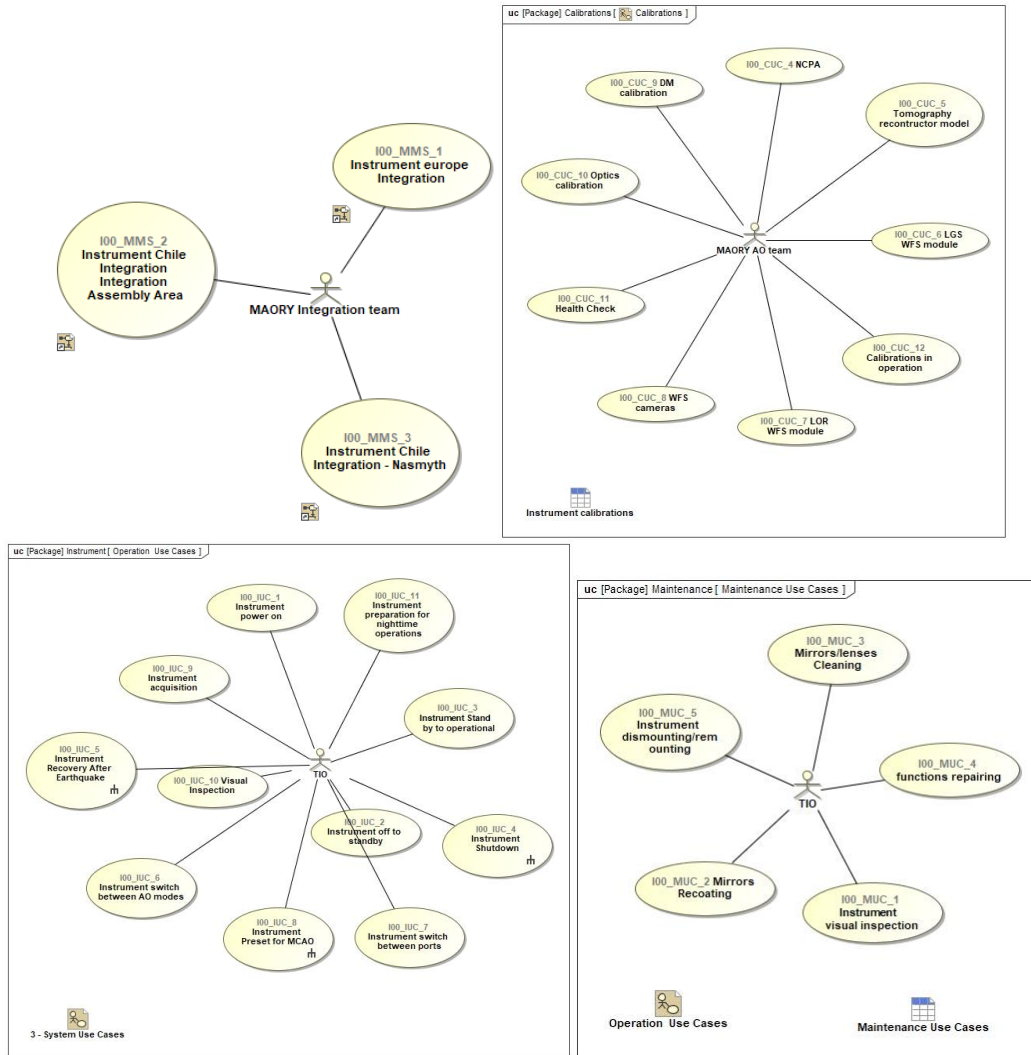 I00_MMS_1
Instrument europe
Integration
I00_MMS_2
Instrument Chile
Integration
Integration
Assembly Area
MAORY Integration team
I00_MMS_3
Instrument Chile
Integration - Nasmyth
uc [Package] Calibrations [ Calibrations ]
I00_CUC_4 NCPA
I00_CUC_9 DM
calibration
I00_CUC_5
Tomography
recontructor model
I00_CUC_10 Optics
calibration
I00_CUC_6 LGS
WFS module
MAORY AO team
I00_CUC_11
Health Check
I00_CUC_12
Calibrations in
operation
I00_CUC_8 WFS
cameras
I00_CUC_7 LOR
WFS module
Instrument calibrations
uc [Package] Instrument [ Operation Use Cases ]
I00_IUC_1
Instrument
power on
I00_IUC_11
Instrument
preparation for
nighttime
operations
I00_IUC_9
Instrument
acquisition
I00_IUC_3
Instrument Stand
by to operational
I00_IUC_5
Instrument
Recovery After
Earthquake
TIO
I00_IUC_10 Visual
Inspection
I00_IUC_2
Instrument off to
standby
I00_IUC_4
Instrument
Shutdown
I00_IUC_6
Instrument switch
between AO modes
I00_IUC_8
Instrument
Preset for MCAO
I00_IUC_7
Instrument switch
between ports
3 - System Use Cases
uc [Package] Maintenance [ Maintenance Use Cases ]
I00_MUC_3
Mirrors/lenses
Cleaning
I00_MUC_5
Instrument
dismounting/rem
ounting
I00_MUC_4
functions repairing
TIO
I00_MUC_2 Mirrors
Recoating
I00_MUC_1
Instrument
visual inspection
Operation Use Cases
Maintenance Use Cases